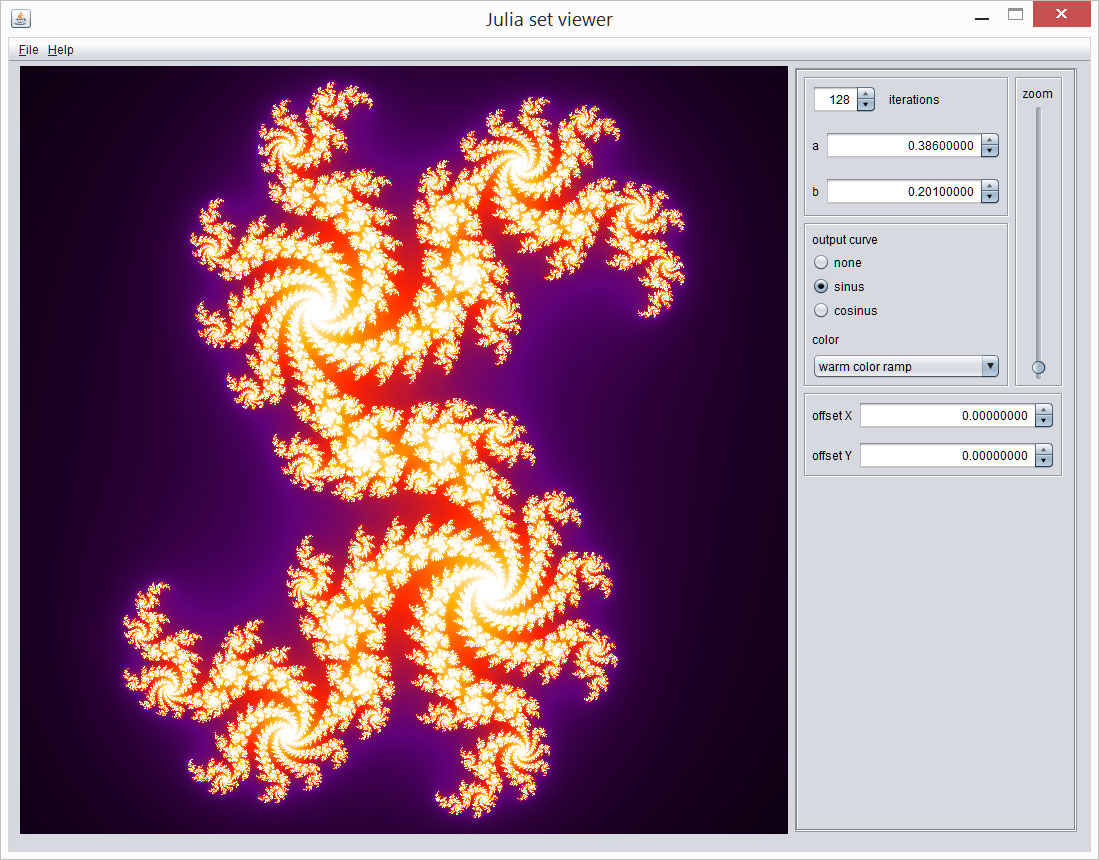 Julia set viewer
File Help
128 iterations
zoom
a 0.38600000
b 0.20100000
output curve
none
sinus
cosinus
color
warm color ramp
offset X 0.00000000
offset Y 0.00000000